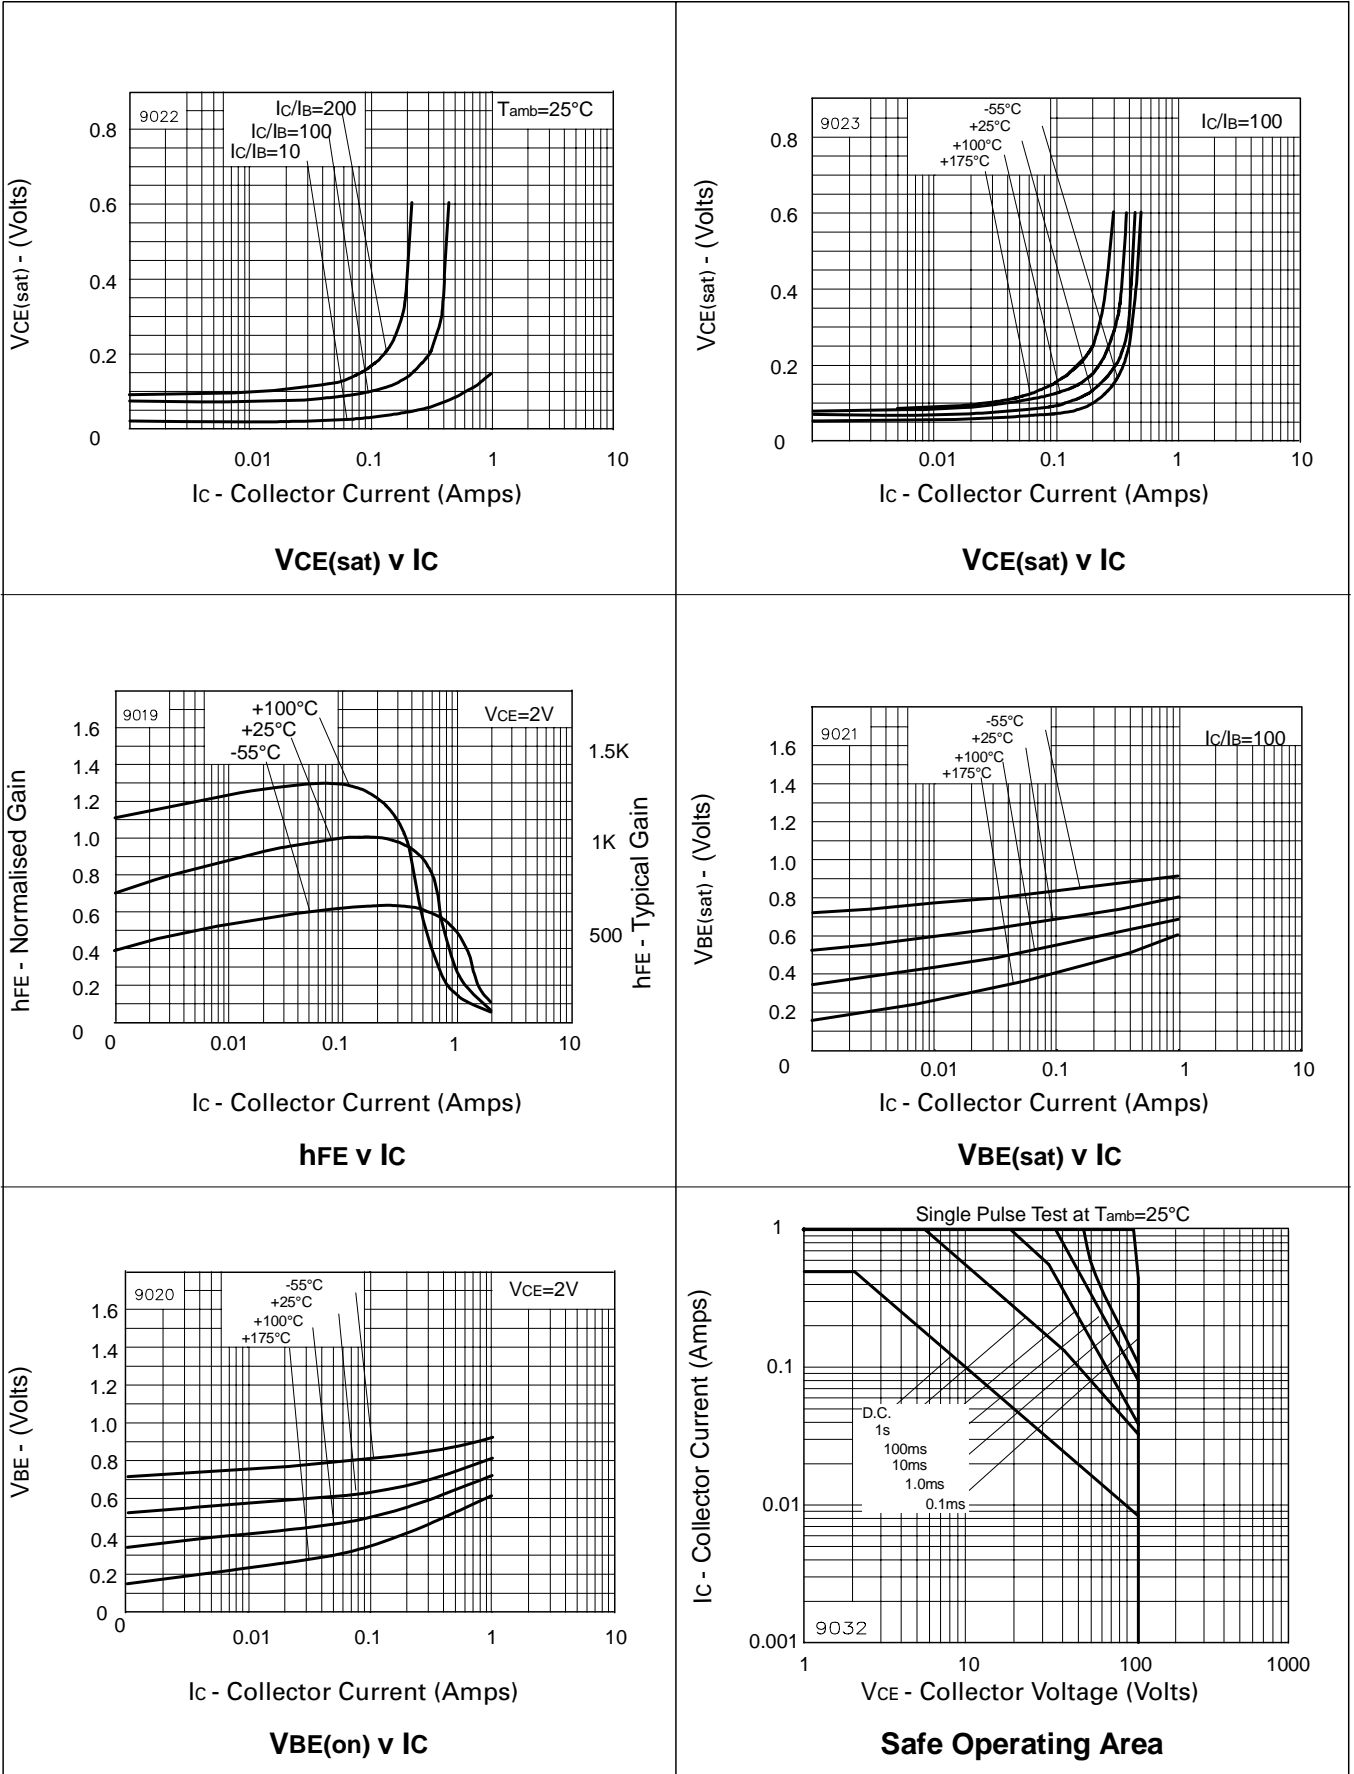 9022
IC/IB=200
IC/IB=100
IC/IB=10
Tamb=25°C
0.8
0.6
0.4
0.2
0
VCE(sat) - (Volts)
0.01 0.1 1 10
IC - Collector Current (Amps)
VCE(sat) v IC
9023
-55°C
+25°C
+100°C
+175°C
IC/IB=100
0.8
0.6
0.4
0.2
0
VCE(sat) - (Volts)
0.01 0.1 1 10
IC - Collector Current (Amps)
VCE(sat) v IC
9019
+100°C
+25°C
-55°C
VCE=2V
1.6
1.4
1.2
1.0
0.8
0.6
0.4
0.2
0
hFE - Normalised Gain
1.5K
1K
500
hFE - Typical Gain
0 0.01 0.1 1 10
IC - Collector Current (Amps)
hFE v IC
9021
-55°C
+25°C
+100°C
+175°C
IC/IB=100
1.6
1.4
1.2
1.0
0.8
0.6
0.4
0.2
0
VBE(sat) - (Volts)
0.01 0.1 1 10
IC - Collector Current (Amps)
VBE(sat) v IC
9020
-55°C
+25°C
+100°C
+175°C
VCE=2V
1.6
1.4
1.2
1.0
0.8
0.6
0.4
0.2
0
VBE - (Volts)
0 0.01 0.1 1 10
IC - Collector Current (Amps)
VBE(on) v IC
Single Pulse Test at Tamb=25°C
1
0.1
0.01
0.001
IC - Collector Current (Amps)
D.C.
1s
100ms
10ms
1.0ms
0.1ms
9032
1 10 100 1000
VCE - Collector Voltage (Volts)
Safe Operating Area